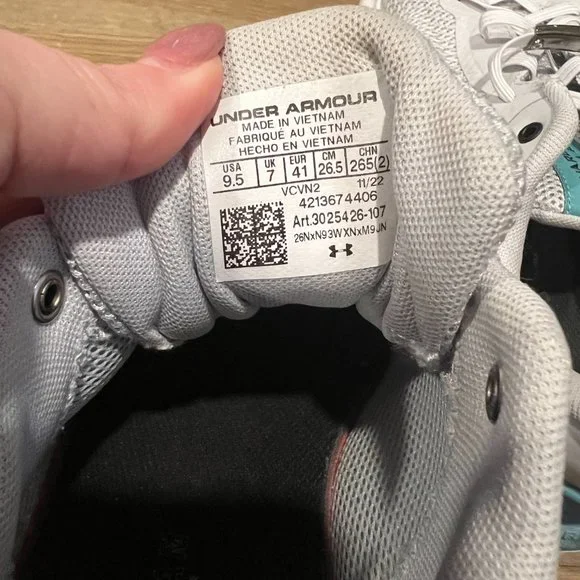 UNDER ARMOUR
MADE IN VIETNAM
FABRIQUÉ AU VIETNAM
HECHO EN VIETNAM
USA UK EUR CM CHN
9.5 7 41 26.5 265(2)
VCVN2 11/22
4213674406
Art.3025426-107
26NxN93WXNxM9JN